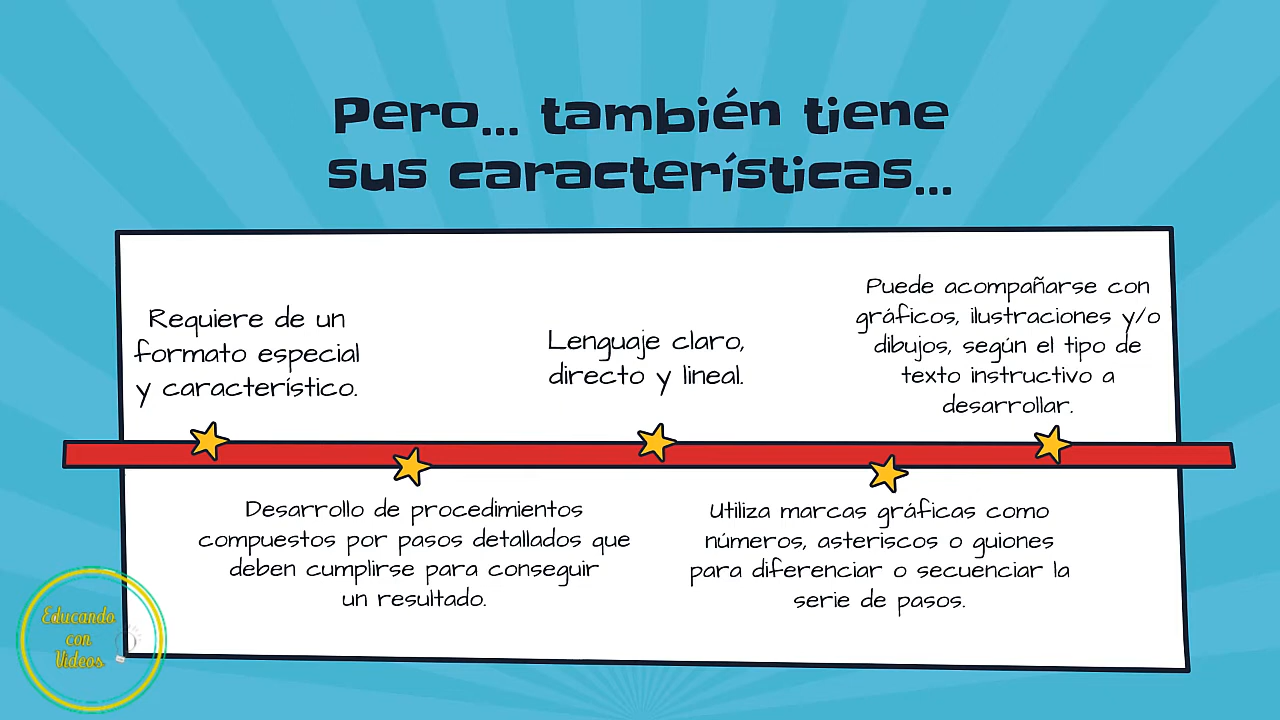 Pero... también tiene
sus características...
Requiere de un
formato especial
y característico.
Desarrollo de procedimientos
compuestos por pasos detallados que
deben cumplirse para conseguir
un resultado.
Lenguaje claro,
directo y lineal.
Utiliza marcas gráficas como
números, asteriscos o guiones
para diferenciar o secuenciar la
serie de pasos.
Puede acompañarse con
gráficos, ilustraciones y/o
dibujos, según el tipo de
texto instructivo a
desarrollar.
Educando
con
Videos